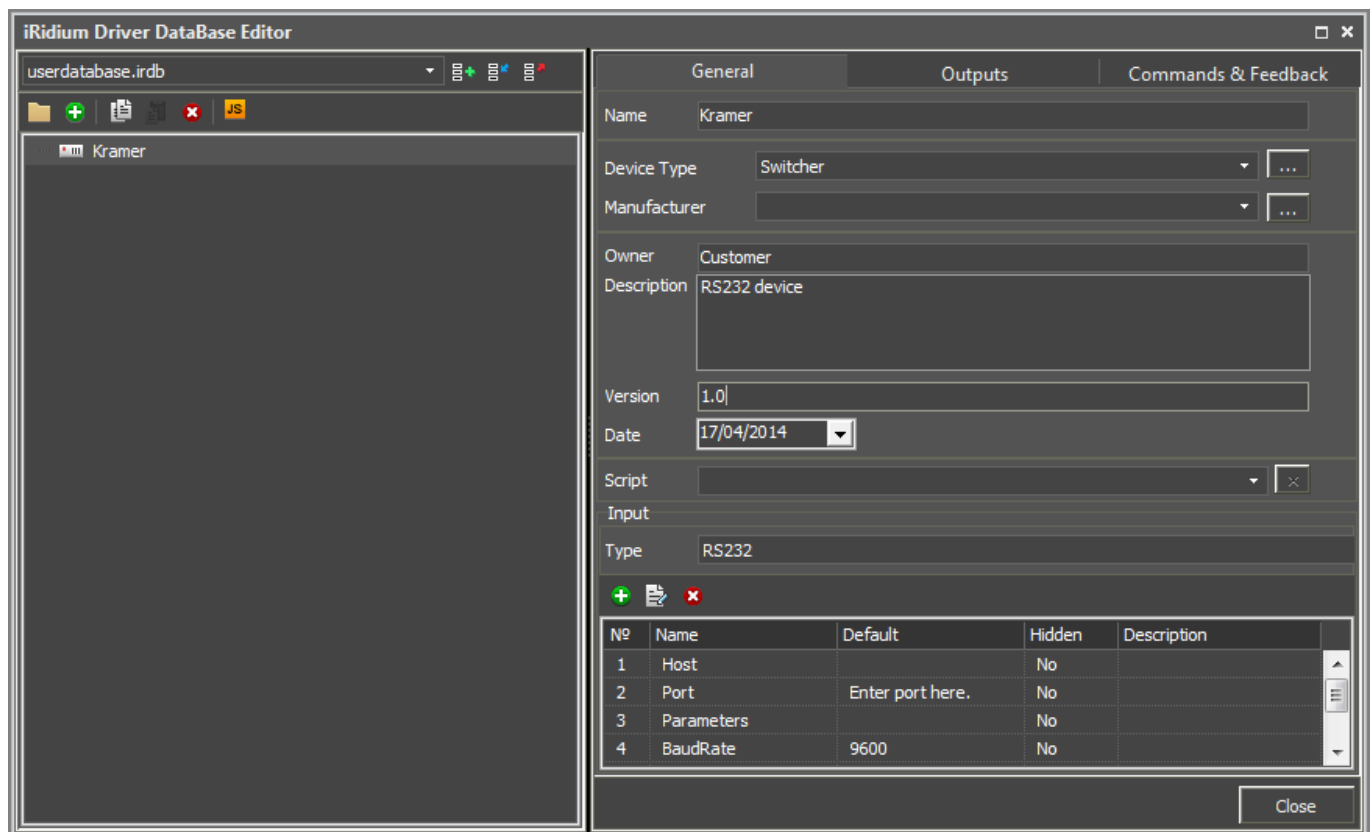 iRidium Driver DataBase Editor
userdatabase.irdb
JS
Kramer
General Outputs Commands & Feedback
Name Kramer
Device Type Switcher ...
Manufacturer ...
Owner Customer
Description RS232 device
Version 1.0
Date 17/04/2014
Script
Input
Type RS232
Nº Name Default Hidden Description
1 Host No
2 Port Enter port here. No
3 Parameters No
4 BaudRate 9600 No
Close